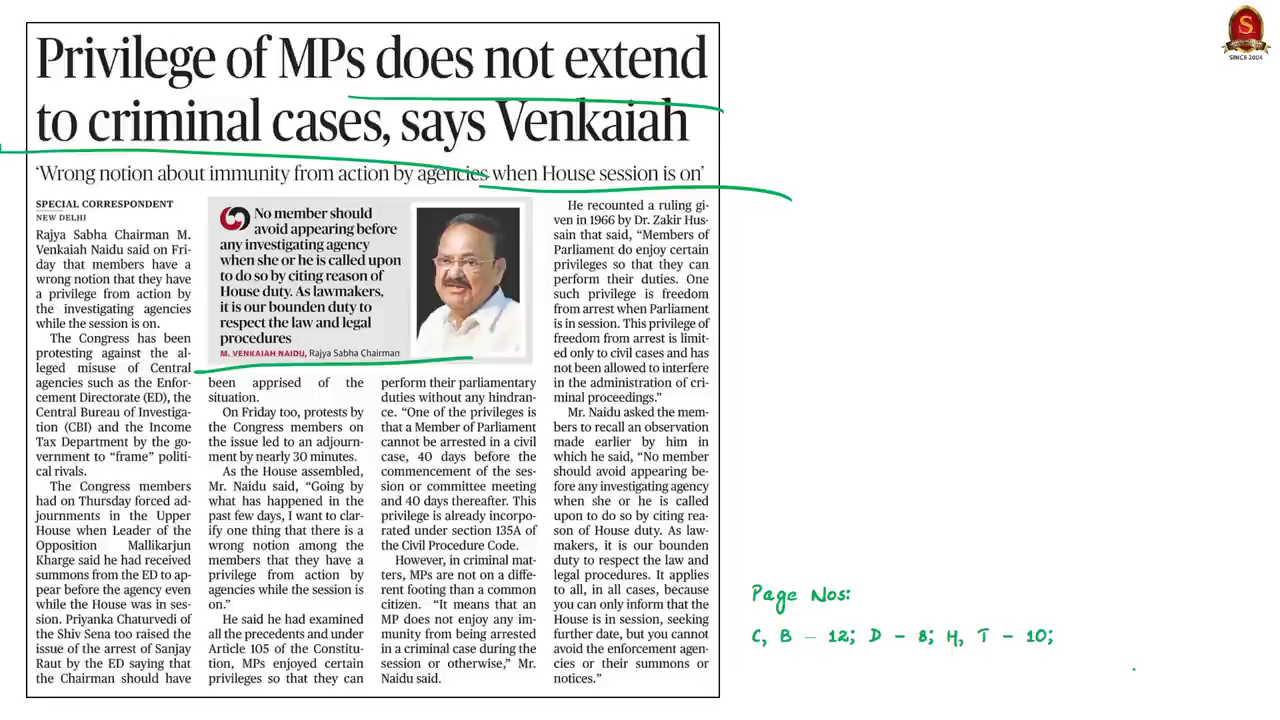 Privilege of MPs does not extend
to criminal cases, says Venkaiah
‘Wrong notion about immunity from action by agencies when House session is on’
SPECIAL CORRESPONDENT
NEW DELHI
Rajya Sabha Chairman M.
Venkaiah Naidu said on Fri-
day that members have a
wrong notion that they have
a privilege from action by
the investigating agencies
while the session is on.
The Congress has been
protesting against the al-
leged misuse of Central
agencies such as the Enfor-
cement Directorate (ED), the
Central Bureau of Investiga-
tion (CBI) and the Income
Tax Department by the go-
vernment to “frame” politi-
cal rivals.
The Congress members
had on Thursday forced ad-
journments in the Upper
House when Leader of the
Opposition Mallikarjun
Kharge said he had received
summons from the ED to ap-
pear before the agency even
while the House was in ses-
sion. Priyanka Chaturvedi of
the Shiv Sena too raised the
issue of the arrest of Sanjay
Raut by the ED saying that
the Chairman should have
No member should
avoid appearing before
any investigating agency
when she or he is called upon
to do so by citing reason of
House duty. As lawmakers,
it is our bounden duty to
respect the law and legal
procedures
M. VENKAIAH NAIDU, Rajya Sabha Chairman
been apprised of the
situation.
On Friday too, protests by
the Congress members on
the issue led to an adjourn-
ment by nearly 30 minutes.
As the House assembled,
Mr. Naidu said, “Going by
what has happened in the
past few days, I want to clar-
ify one thing that there is a
wrong notion among the
members that they have a
privilege from action by
agencies while the session is
on.”
He said he had examined
all the precedents and under
Article 105 of the Constitu-
tion, MPs enjoyed certain
privileges so that they can
perform their parliamentary
duties without any hindran-
ce. “One of the privileges is
that a Member of Parliament
cannot be arrested in a civil
case, 40 days before the
commencement of the ses-
sion or committee meeting
and 40 days thereafter. This
privilege is already incorpo-
rated under section 135A of
the Civil Procedure Code.
However, in criminal mat-
ters, MPs are not on a diffe-
rent footing than a common
citizen. “It means that an
MP does not enjoy any im-
munity from being arrested
in a criminal case during the
session or otherwise,” Mr.
Naidu said.
He recounted a ruling gi-
ven in 1966 by Dr. Zakir Hus-
sain that said, “Members of
Parliament do enjoy certain
privileges so that they can
perform their duties. One
such privilege is freedom
from arrest when Parliament
is in session. This privilege of
freedom from arrest is limit-
ed only to civil cases and has
not been allowed to interfere
in the administration of cri-
minal proceedings.”
Mr. Naidu asked the mem-
bers to recall an observation
made earlier by him in
which he said, “No member
should avoid appearing be-
fore any investigating agency
when she or he is called
upon to do so by citing rea-
son of House duty. As law-
makers, it is our bounden
duty to respect the law and
legal procedures. It applies
to all, in all cases, because
you can only inform that the
House is in session, seeking
further date, but you cannot
avoid the enforcement agen-
cies or their summons or
notices.”
Page Nos:
C, B - 12; D - 8; H, T - 10;
S
SINCE 2004